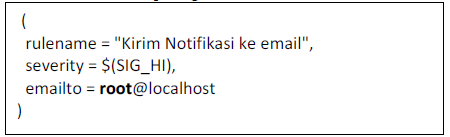 (
rulename = "Kirim Notifikasi ke email",
severity = $(SIG_HI),
emailto = root@localhost
)